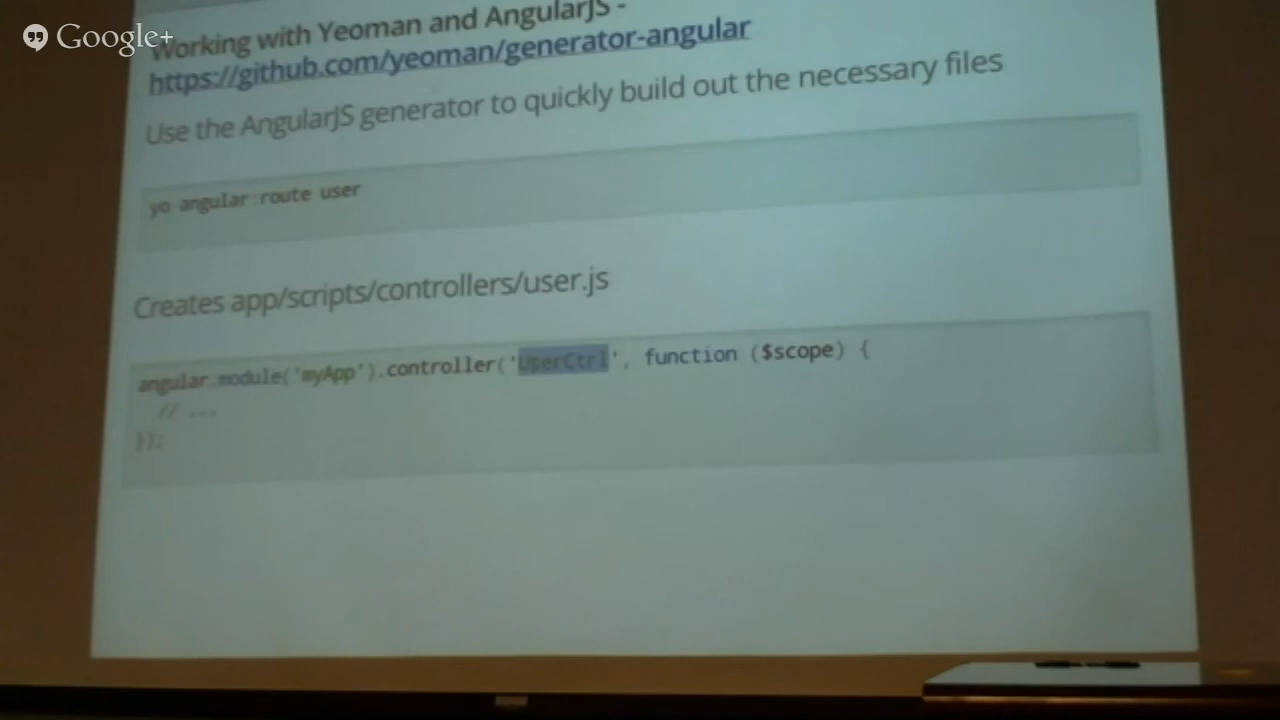 Google+
Working with Yeoman and AngularJS -
https://github.com/yeoman/generator-angular
Use the AngularJS generator to quickly build out the necessary files
yo angular:route user
Creates app/scripts/controllers/user.js
angular.module('myApp').controller('UserCtrl', function ($scope) {
// ...
});